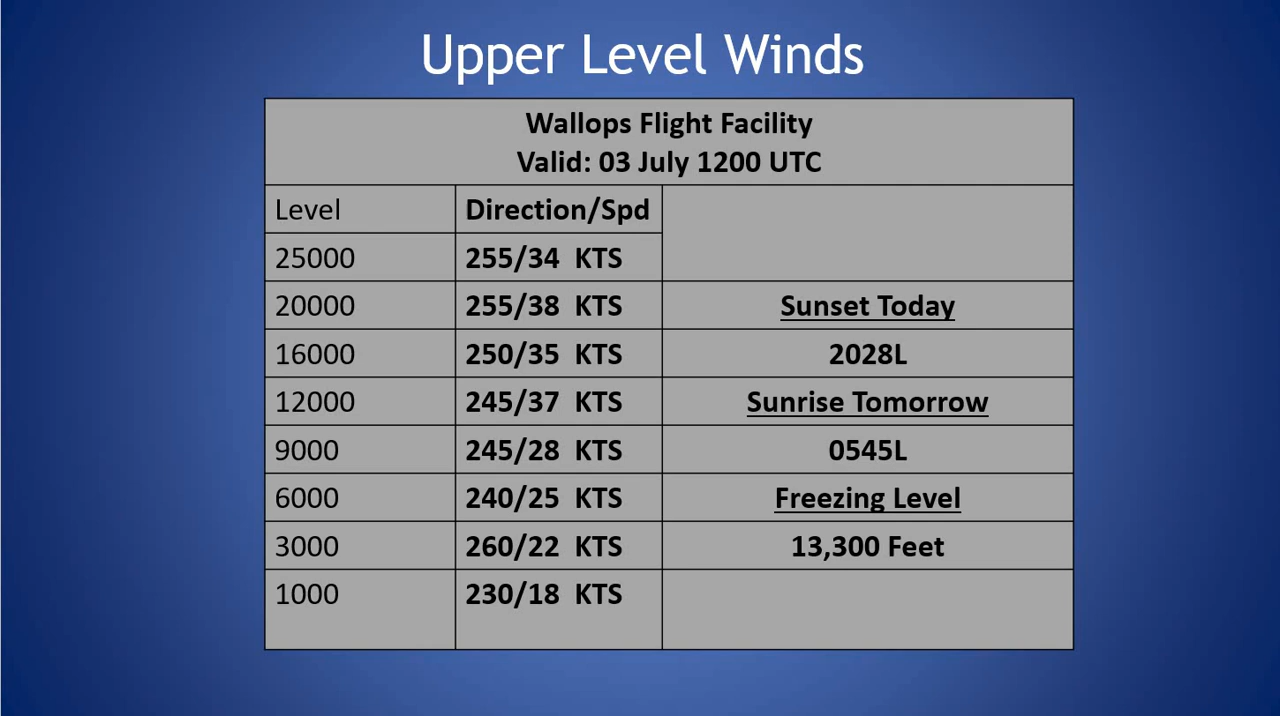 Upper Level Winds
Wallops Flight Facility
Valid: 03 July 1200 UTC
Level Direction/Spd
25000 255/34 KTS
20000 255/38 KTS Sunset Today
16000 250/35 KTS 2028L
12000 245/37 KTS Sunrise Tomorrow
9000 245/28 KTS 0545L
6000 240/25 KTS Freezing Level
3000 260/22 KTS 13,300 Feet
1000 230/18 KTS